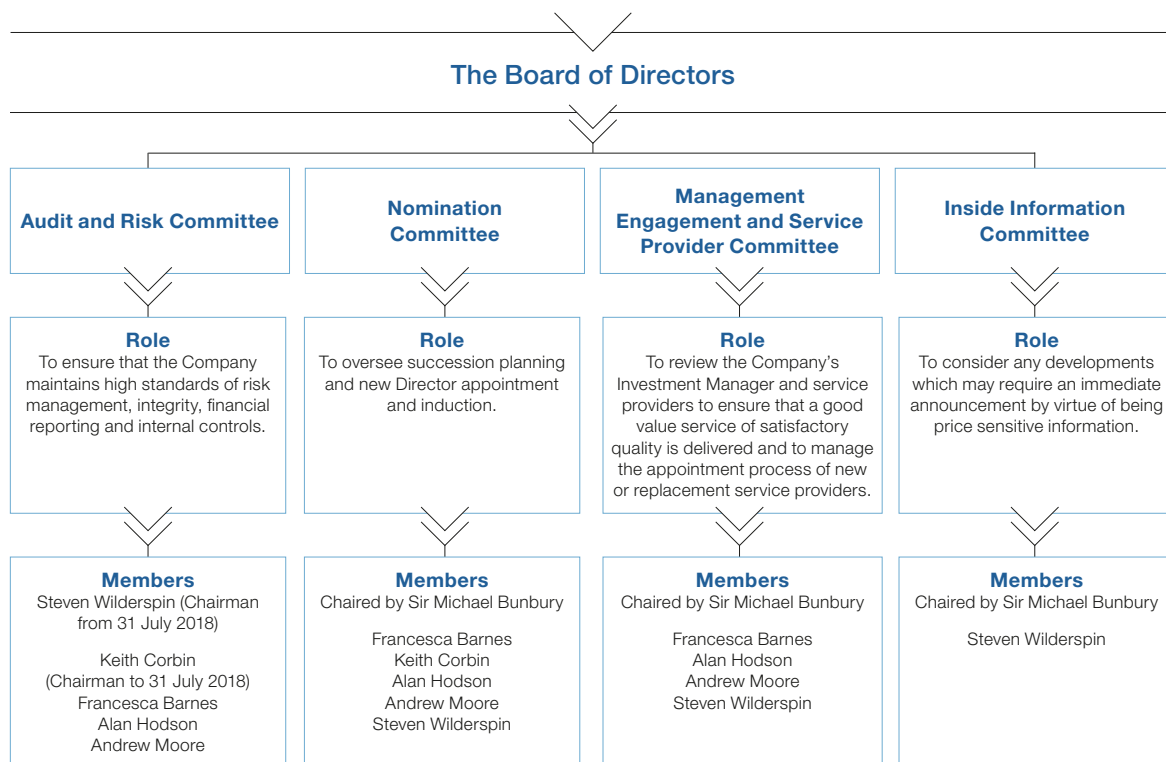 The Board of Directors
Audit and Risk Committee
Nomination
Committee
Management
Engagement and Service
Provider Committee
Inside Information
Committee
Role
To ensure that the Company
maintains high standards of risk
management, integrity, financial
reporting and internal controls.
Role
To oversee succession planning
and new Director appointment
and induction.
Role
To review the Company’s
Investment Manager and service
providers to ensure that a good
value service of satisfactory
quality is delivered and to manage
the appointment process of new
or replacement service providers.
Role
To consider any developments
which may require an immediate
announcement by virtue of being
price sensitive information.
Members
Steven Wilderspin (Chairman
from 31 July 2018)
Keith Corbin
(Chairman to 31 July 2018)
Francesca Barnes
Alan Hodson
Andrew Moore
Members
Chaired by Sir Michael Bunbury
Francesca Barnes
Keith Corbin
Alan Hodson
Andrew Moore
Steven Wilderspin
Members
Chaired by Sir Michael Bunbury
Francesca Barnes
Alan Hodson
Andrew Moore
Steven Wilderspin
Members
Chaired by Sir Michael Bunbury
Steven Wilderspin